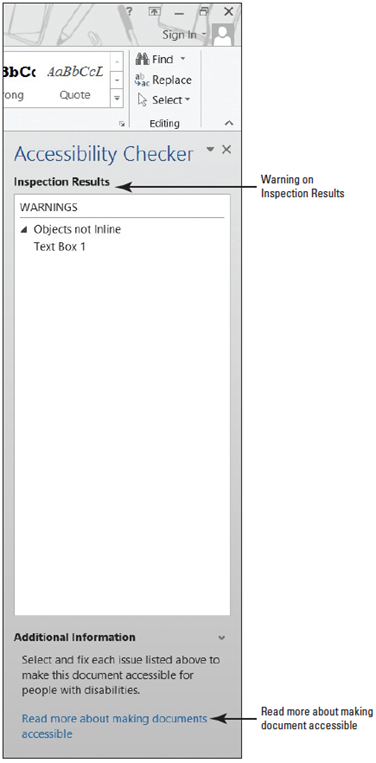 ?
Sign In
BbCc AaBbCcL
ong Quote
Find
ab
ac Replace
Select
Editing
Accessibility Checker
Inspection Results
Warning on
Inspection Results
WARNINGS
Objects not Inline
Text Box 1
Additional Information
Select and fix each issue listed above to
make this document accessible for
people with disabilities.
Read more about making documents
accessible
Read more about making
document accessible